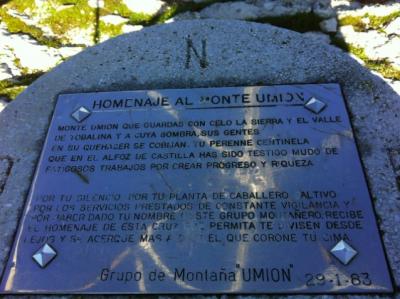 N
HOMENAJE AL MONTE UMION
MONTE UMION QUE GUARDAS CON CELO LA SIERRA Y EL VALLE
DE TOBALINA Y A CUYA SOMBRA, SUS GENTES
EN SU QUEHACER SE COBIJAN. TU PERENNE CENTINELA
QUE EN EL ALFOZ DE CASTILLA HAS SIDO TESTIGO MUDO DE
FATIGOSOS TRABAJOS POR CREAR PROGRESO Y RIQUEZA.
POR TU SILENCIO, POR TU PLANTA DE CABALLERO ALTIVO
POR LOS SERVICIOS PRESTADOS DE CONSTANTE VIGILANCIA Y
POR HABER DADO TU NOMBRE A ESTE GRUPO MONTAÑERO, RECIBE
EL HOMENAJE DE ESTA CRUZ QUE PERMITA TE DIVISEN DESDE
LEJOS Y SE ACERQUE MAS A EL QUE CORONE TU CIMA.
Grupo de Montaña "UMION" 29-1-83